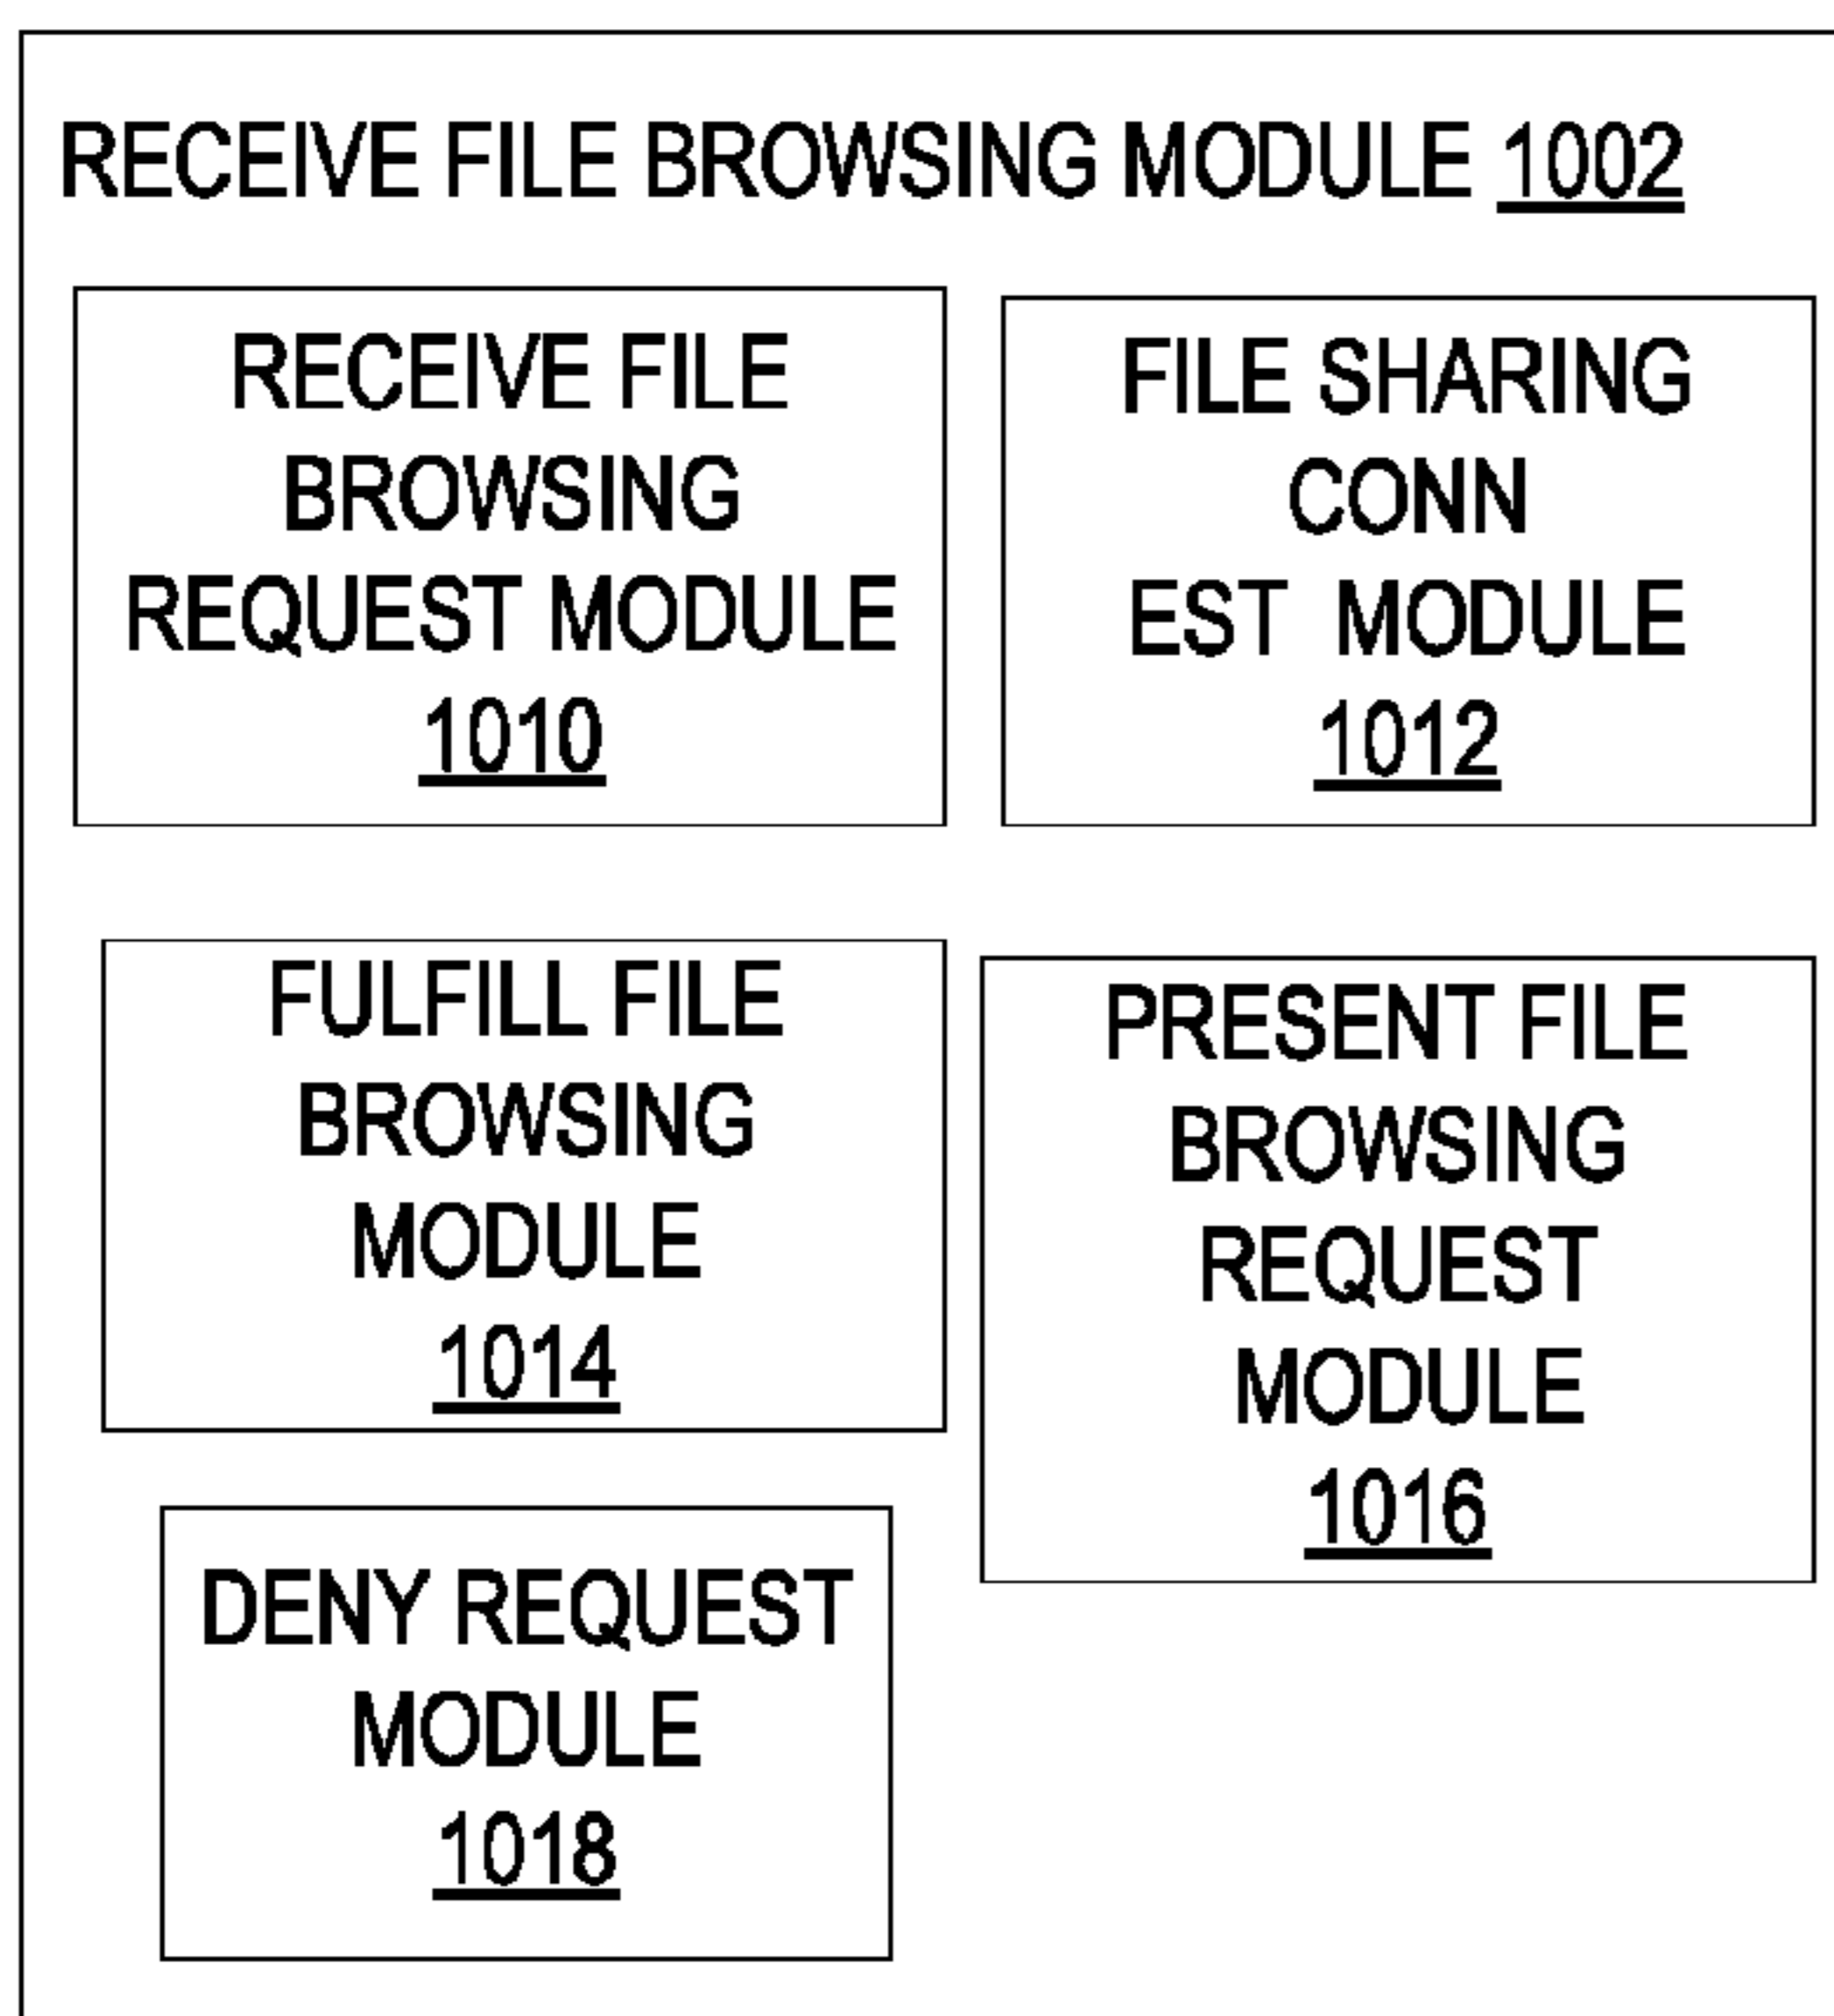 RECEIVE FILE BROWSING MODULE 1002
RECEIVE FILE
BROWSING
REQUEST MODULE
1010
FILE SHARING
CONN
EST MODULE
1012
FULFILL FILE
BROWSING
MODULE
1014
PRESENT FILE
BROWSING
REQUEST
MODULE
1016
DENY REQUEST
MODULE
1018